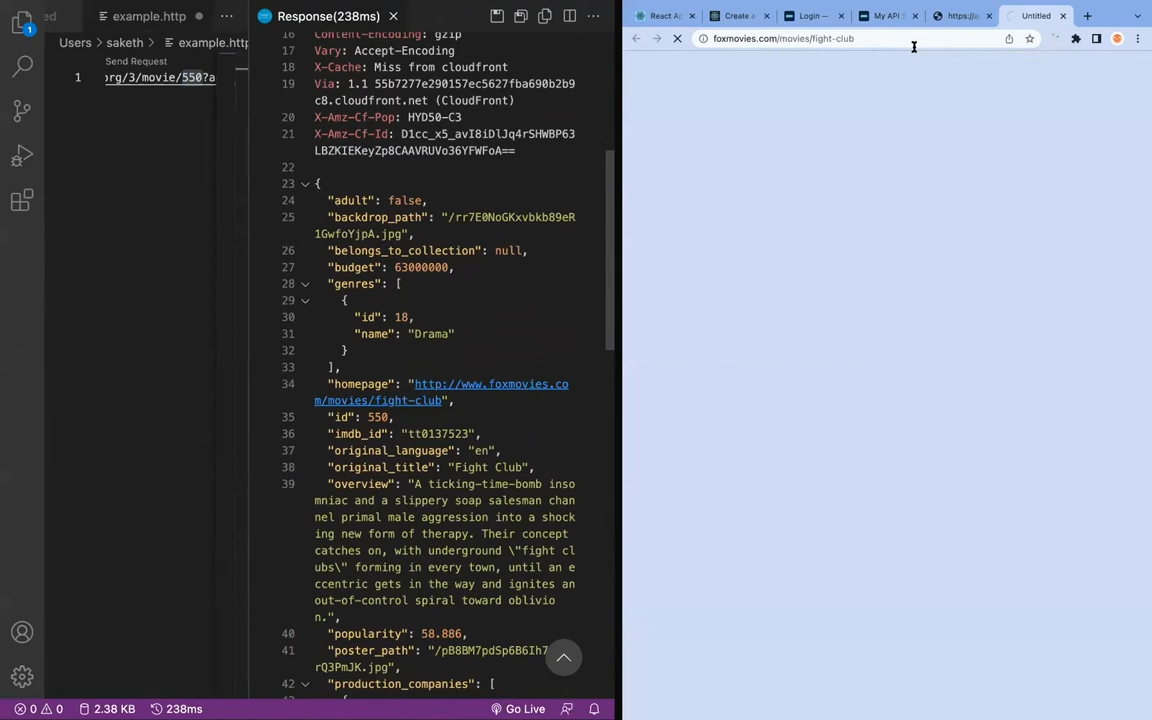 ed
example.http
Response(238ms)
Users > saketh > example.http
Send Request
1 org/3/movie/550?a
16 Content-Encoding: gzip
17 Vary: Accept-Encoding
18 X-Cache: Miss from cloudfront
19 Via: 1.1 55b7277e290157ec5627fba690b2b9
c8.cloudfront.net (CloudFront)
20 X-Amz-Cf-Pop: HYD50-C3
21 X-Amz-Cf-Id: D1cc_x5_avI8iDlJq4rSHWBP63
LBZKIEKeyZp8CAAVRUVo36YFWFoA==
22
23 {
24 "adult": false,
25 "backdrop_path": "/rr7E0NoGKxvbkb89eR
1GwfoYjpA.jpg",
26 "belongs_to_collection": null,
27 "budget": 63000000,
28 "genres": [
29 {
30 "id": 18,
31 "name": "Drama"
32 }
33 ],
34 "homepage": "http://www.foxmovies.co
m/movies/fight-club",
35 "id": 550,
36 "imdb_id": "tt0137523",
37 "original_language": "en",
38 "original_title": "Fight Club",
39 "overview": "A ticking-time-bomb inso
mniac and a slippery soap salesman chan
nel primal male aggression into a shock
ing new form of therapy. Their concept
catches on, with underground \"fight cl
ubs\" forming in every town, until an e
ccentric gets in the way and ignites an
out-of-control spiral toward oblivio
n.",
40 "popularity": 58.886,
41 "poster_path": "/pB8BM7pdSp6B6Ih7
rQ3PmJK.jpg",
42 "production_companies": [
1
0 0 2.38 KB 238ms Go Live
React Ap
Create a
Login —
My API S
https://a
Untitled
foxmovies.com/movies/fight-club